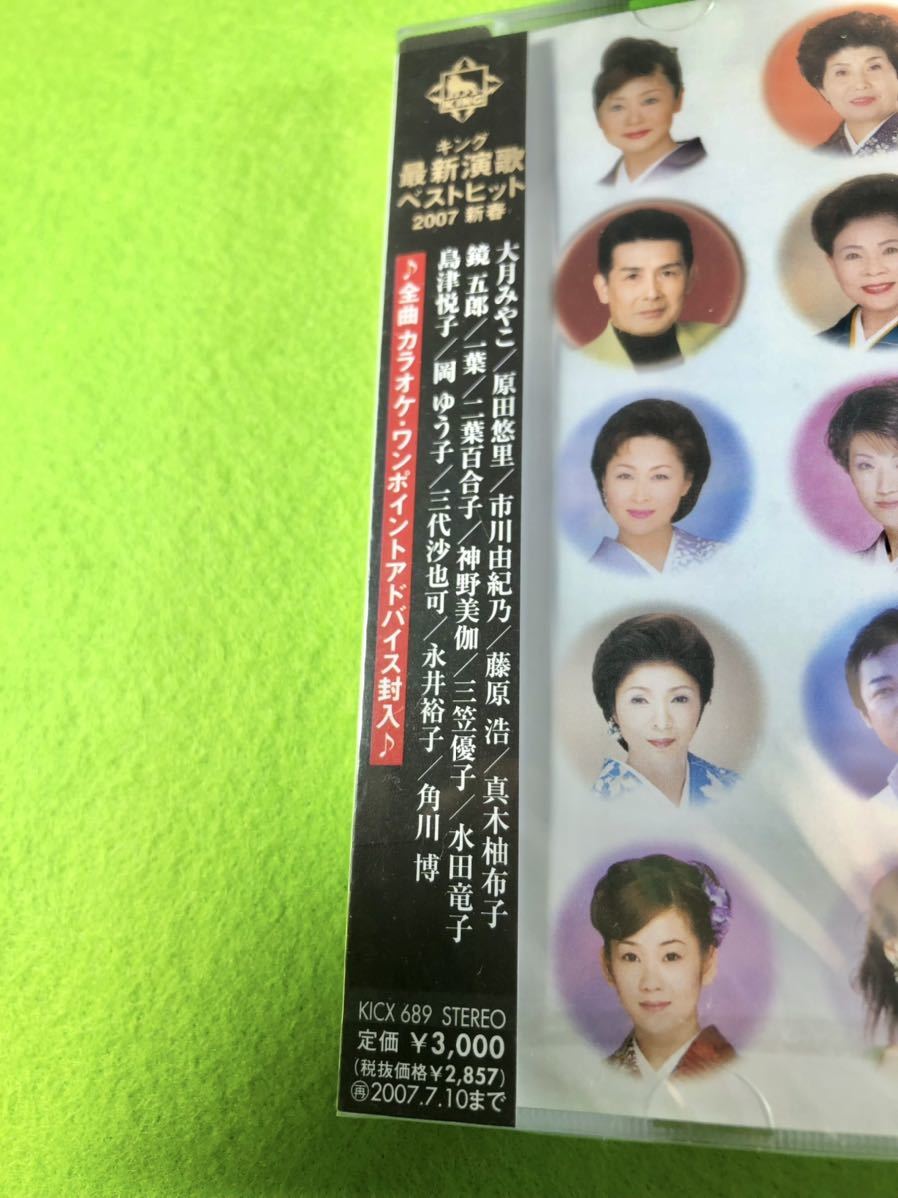 KING
キング
最新演歌
ベストヒット
2007 新春
大月みやこ／原田悠里／市川由紀乃／藤原 浩／真木柚布子
鏡 五郎／一葉／二葉百合子／神野美伽／三笠優子／水田竜子
島津悦子／岡 ゆう子／三代沙也可／永井裕子／角川 博
♪全曲 カラオケ・ワンポイントアドバイス封入♪
KICX 689 STEREO
定価 ¥3,000
(税抜価格¥2,857)
再2007.7.10まで